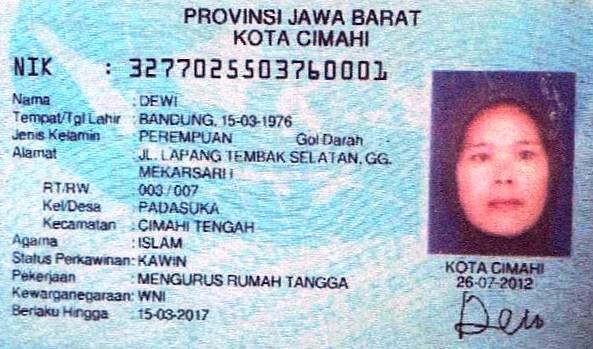 PROVINSI JAWA BARAT
KOTA CIMAHI
NIK : 3277025503760001
Nama : DEWI
Tempat/Tgl Lahir : BANDUNG, 15-03-1976
Jenis Kelamin : PEREMPUAN Gol Darah : -
Alamat : JL. LAPANG TEMBAK SELATAN, GG.
MEKARSARI I
RT/RW : 003 / 007
Kel/Desa : PADASUKA
Kecamatan : CIMAHI TENGAH
Agama : ISLAM
Status Perkawinan: KAWIN
Pekerjaan : MENGURUS RUMAH TANGGA
Kewarganegaraan: WNI
Berlaku Hingga : 15-03-2017
KOTA CIMAHI
26-07-2012
Dew